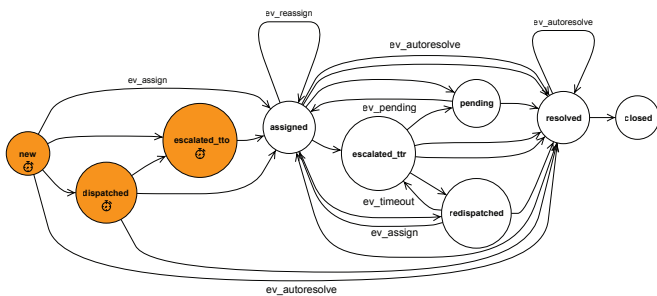 ev_reassign
ev_autoresolve
ev_autoresolve
ev_assign
ev_pending
pending
resolved
closed
assigned
escalated_tto
new
escalated_ttr
dispatched
ev_timeout
redispatched
ev_assign
ev_autoresolve